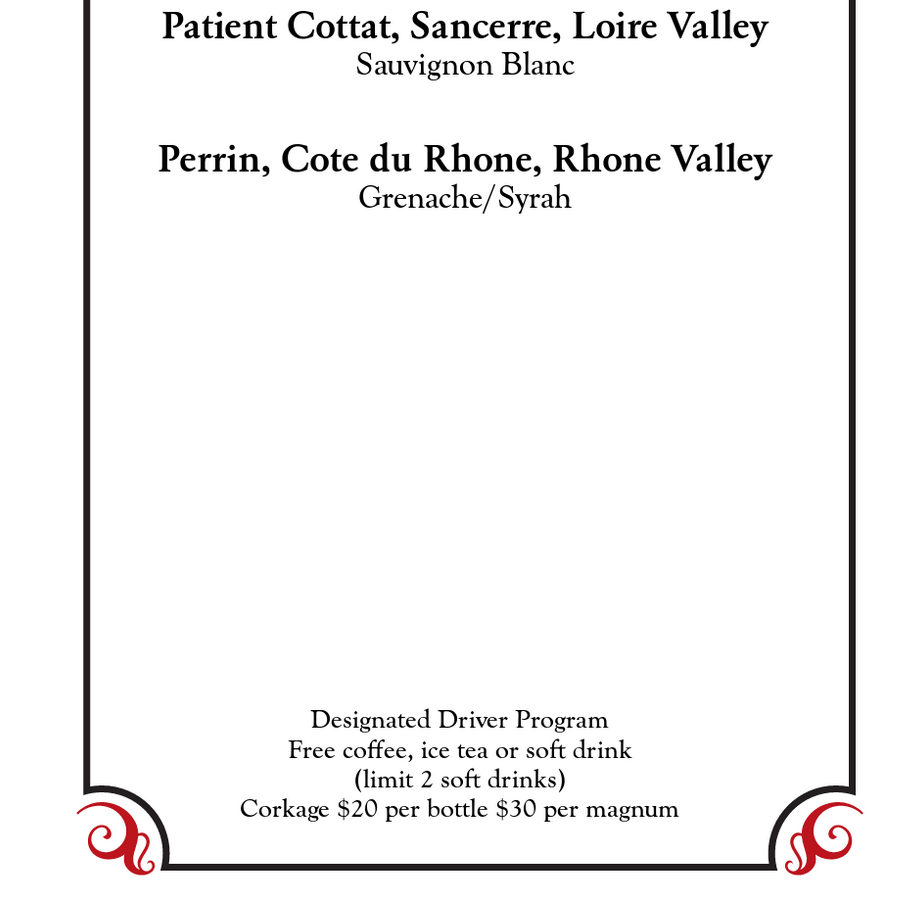 Patient Cottat, Sancerre, Loire Valley
Sauvignon Blanc
Perrin, Cote du Rhone, Rhone Valley
Grenache/Syrah
Designated Driver Program
Free coffee, ice tea or soft drink
(limit 2 soft drinks)
Corkage $20 per bottle $30 per magnum